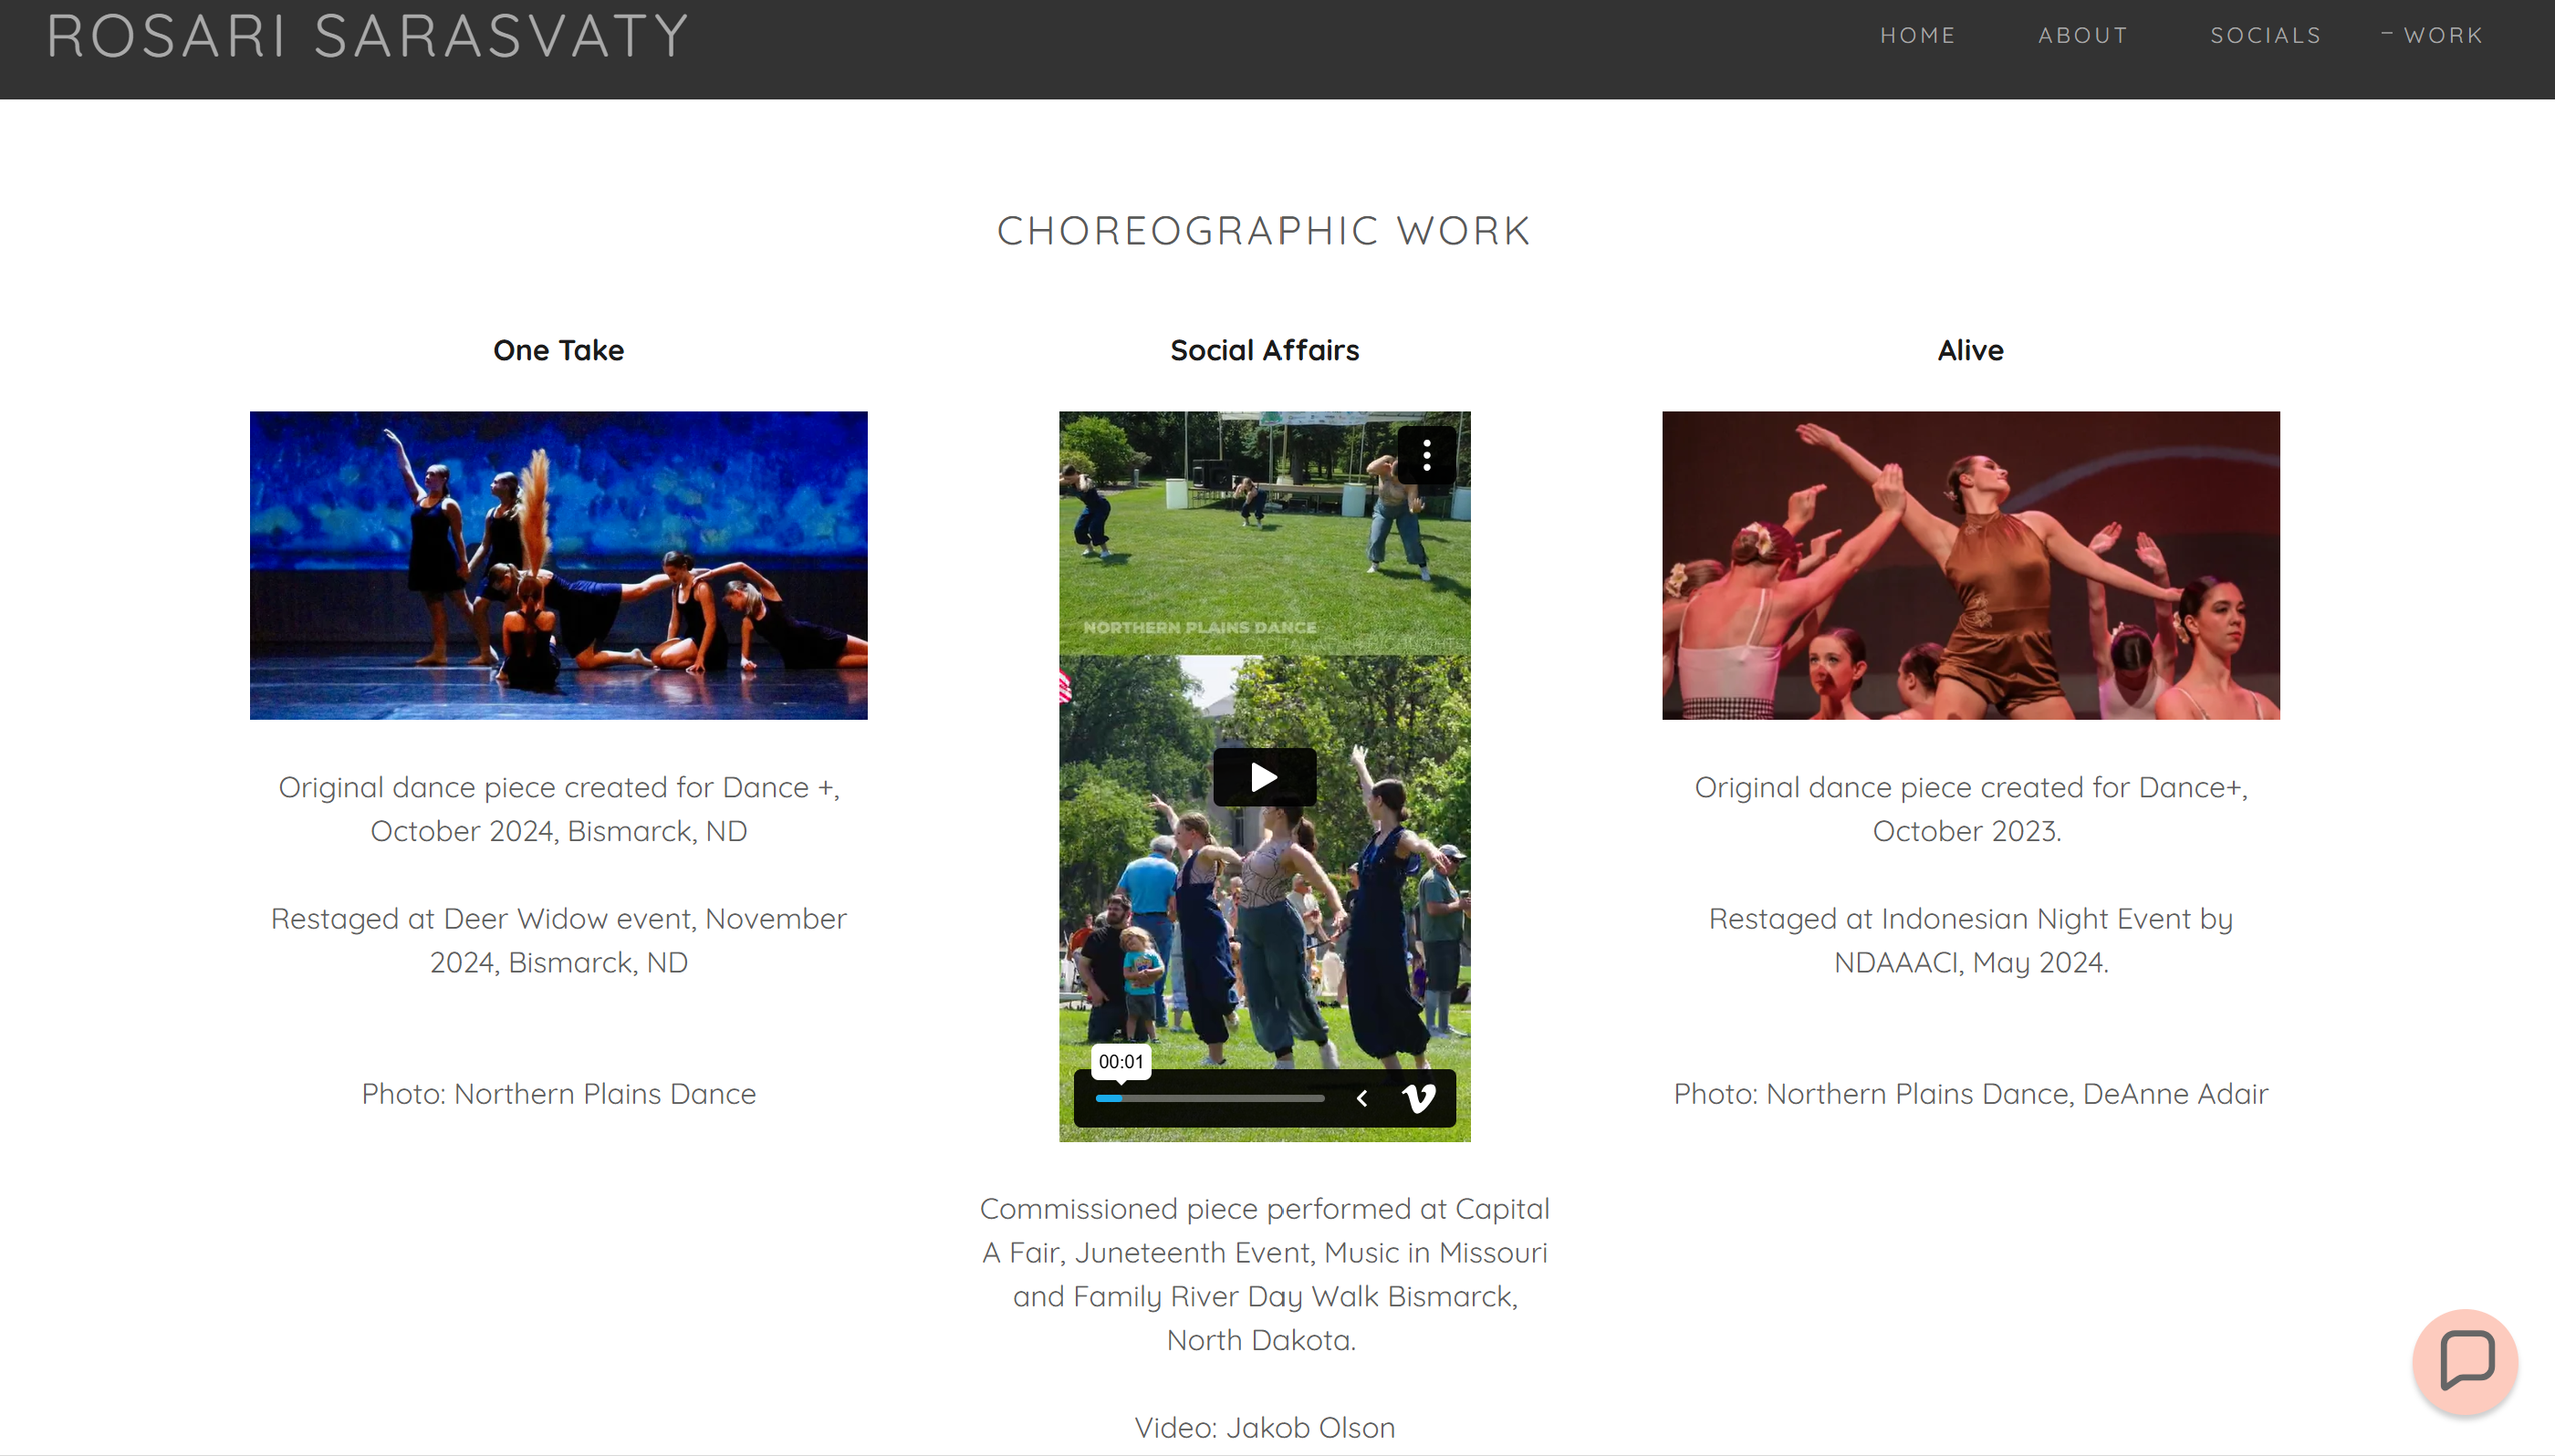 ROSARI SARASVATY
HOME
ABOUT
SOCIALS
– WORK
CHOREOGRAPHIC WORK
One Take
Original dance piece created for Dance +,
October 2024, Bismarck, ND
Restaged at Deer Widow event, November
2024, Bismarck, ND
Photo: Northern Plains Dance
Social Affairs
NORTHERN PLAINS DANCE
00:01
Commissioned piece performed at Capital
A Fair, Juneteenth Event, Music in Missouri
and Family River Day Walk Bismarck,
North Dakota.
Video: Jakob Olson
Alive
Original dance piece created for Dance+,
October 2023.
Restaged at Indonesian Night Event by
NDAAACI, May 2024.
Photo: Northern Plains Dance, DeAnne Adair